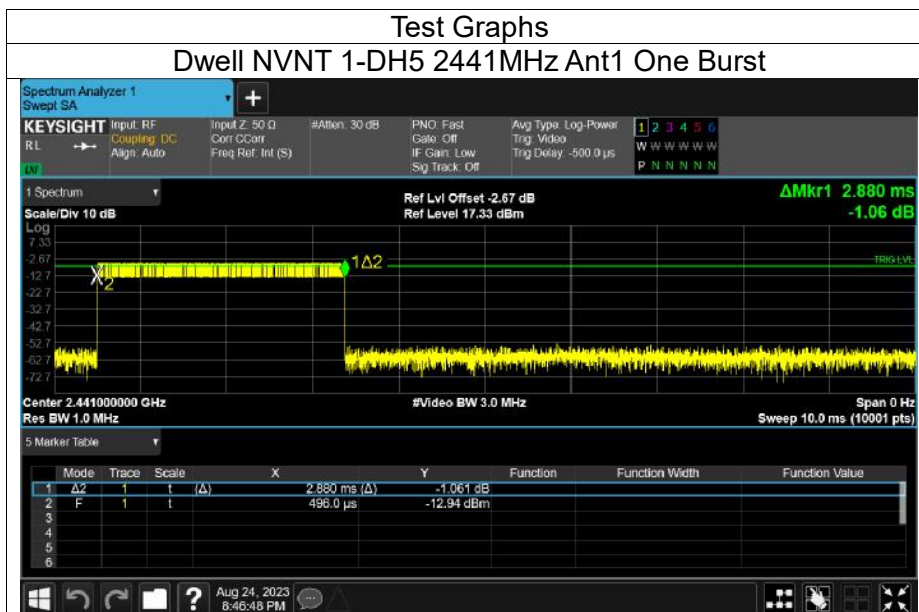 Test Graphs
Dwell NVNT 1-DH5 2441MHz Ant1 One Burst
Spectrum Analyzer 1
Swept SA
+
KEYSIGHT Input: RF Input Z: 50 Ω #Atten: 30 dB PNO: Fast Avg Type: Log-Power 1 2 3 4 5 6
RL Coupling: DC Corr CCorr Gate: Off Trig: Video W W W W W W
Align: Auto Freq Ref: Int (S) IF Gain: Low Trig Delay: -500.0 µs P N N N N N
Sig Track: Off
LXI
1 Spectrum Ref Lvl Offset -2.67 dB ΔMkr1 2.880 ms
Scale/Div 10 dB Ref Level 17.33 dBm -1.06 dB
Log
7.33
-2.67 1Δ2 TRIG LVL
-12.7 X2
-22.7
-32.7
-42.7
-52.7
-62.7
-72.7
Center 2.441000000 GHz #Video BW 3.0 MHz Span 0 Hz
Res BW 1.0 MHz Sweep 10.0 ms (10001 pts)
5 Marker Table
Mode Trace Scale X Y Function Function Width Function Value
1 Δ2 1 t (Δ) 2.880 ms (Δ) -1.061 dB
2 F 1 t 496.0 µs -12.94 dBm
3
4
5
6
? Aug 24, 2023
8:46:48 PM